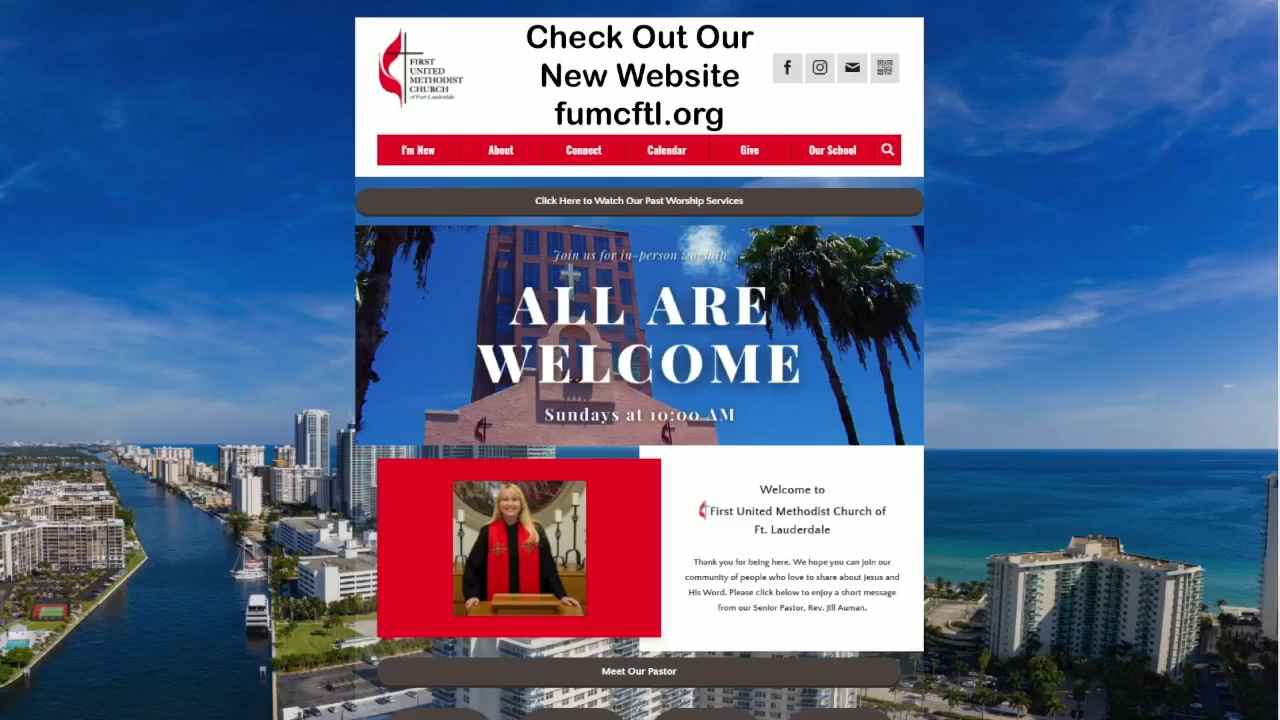 FIRST
UNITED
METHODIST
CHURCH
of Fort Lauderdale
Check Out Our
New Website
fumcftl.org
I'm New
About
Connect
Calendar
Give
Our School
Click Here to Watch Our Past Worship Services
Join us for in-person worship
ALL ARE
WELCOME
Sundays at 10:00 AM
Welcome to
First United Methodist Church of
Ft. Lauderdale
Thank you for being here. We hope you can join our
community of people who love to share about Jesus and
His Word. Please click below to enjoy a short message
from our Senior Pastor, Rev. Jill Auman.
Meet Our Pastor